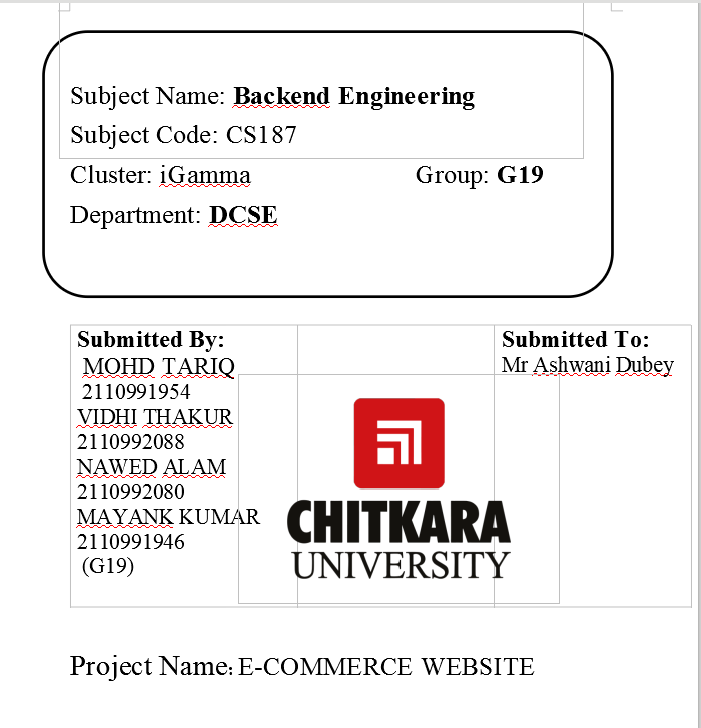 Subject Name: Backend Engineering
Subject Code: CS187
Cluster: iGamma Group: G19
Department: DCSE
Submitted By:
MOHD TARIQ
2110991954
VIDHI THAKUR
2110992088
NAWED ALAM
2110992080
MAYANK KUMAR
2110991946
(G19)
CHITKARA
UNIVERSITY
Submitted To:
Mr Ashwani Dubey
Project Name: E-COMMERCE WEBSITE